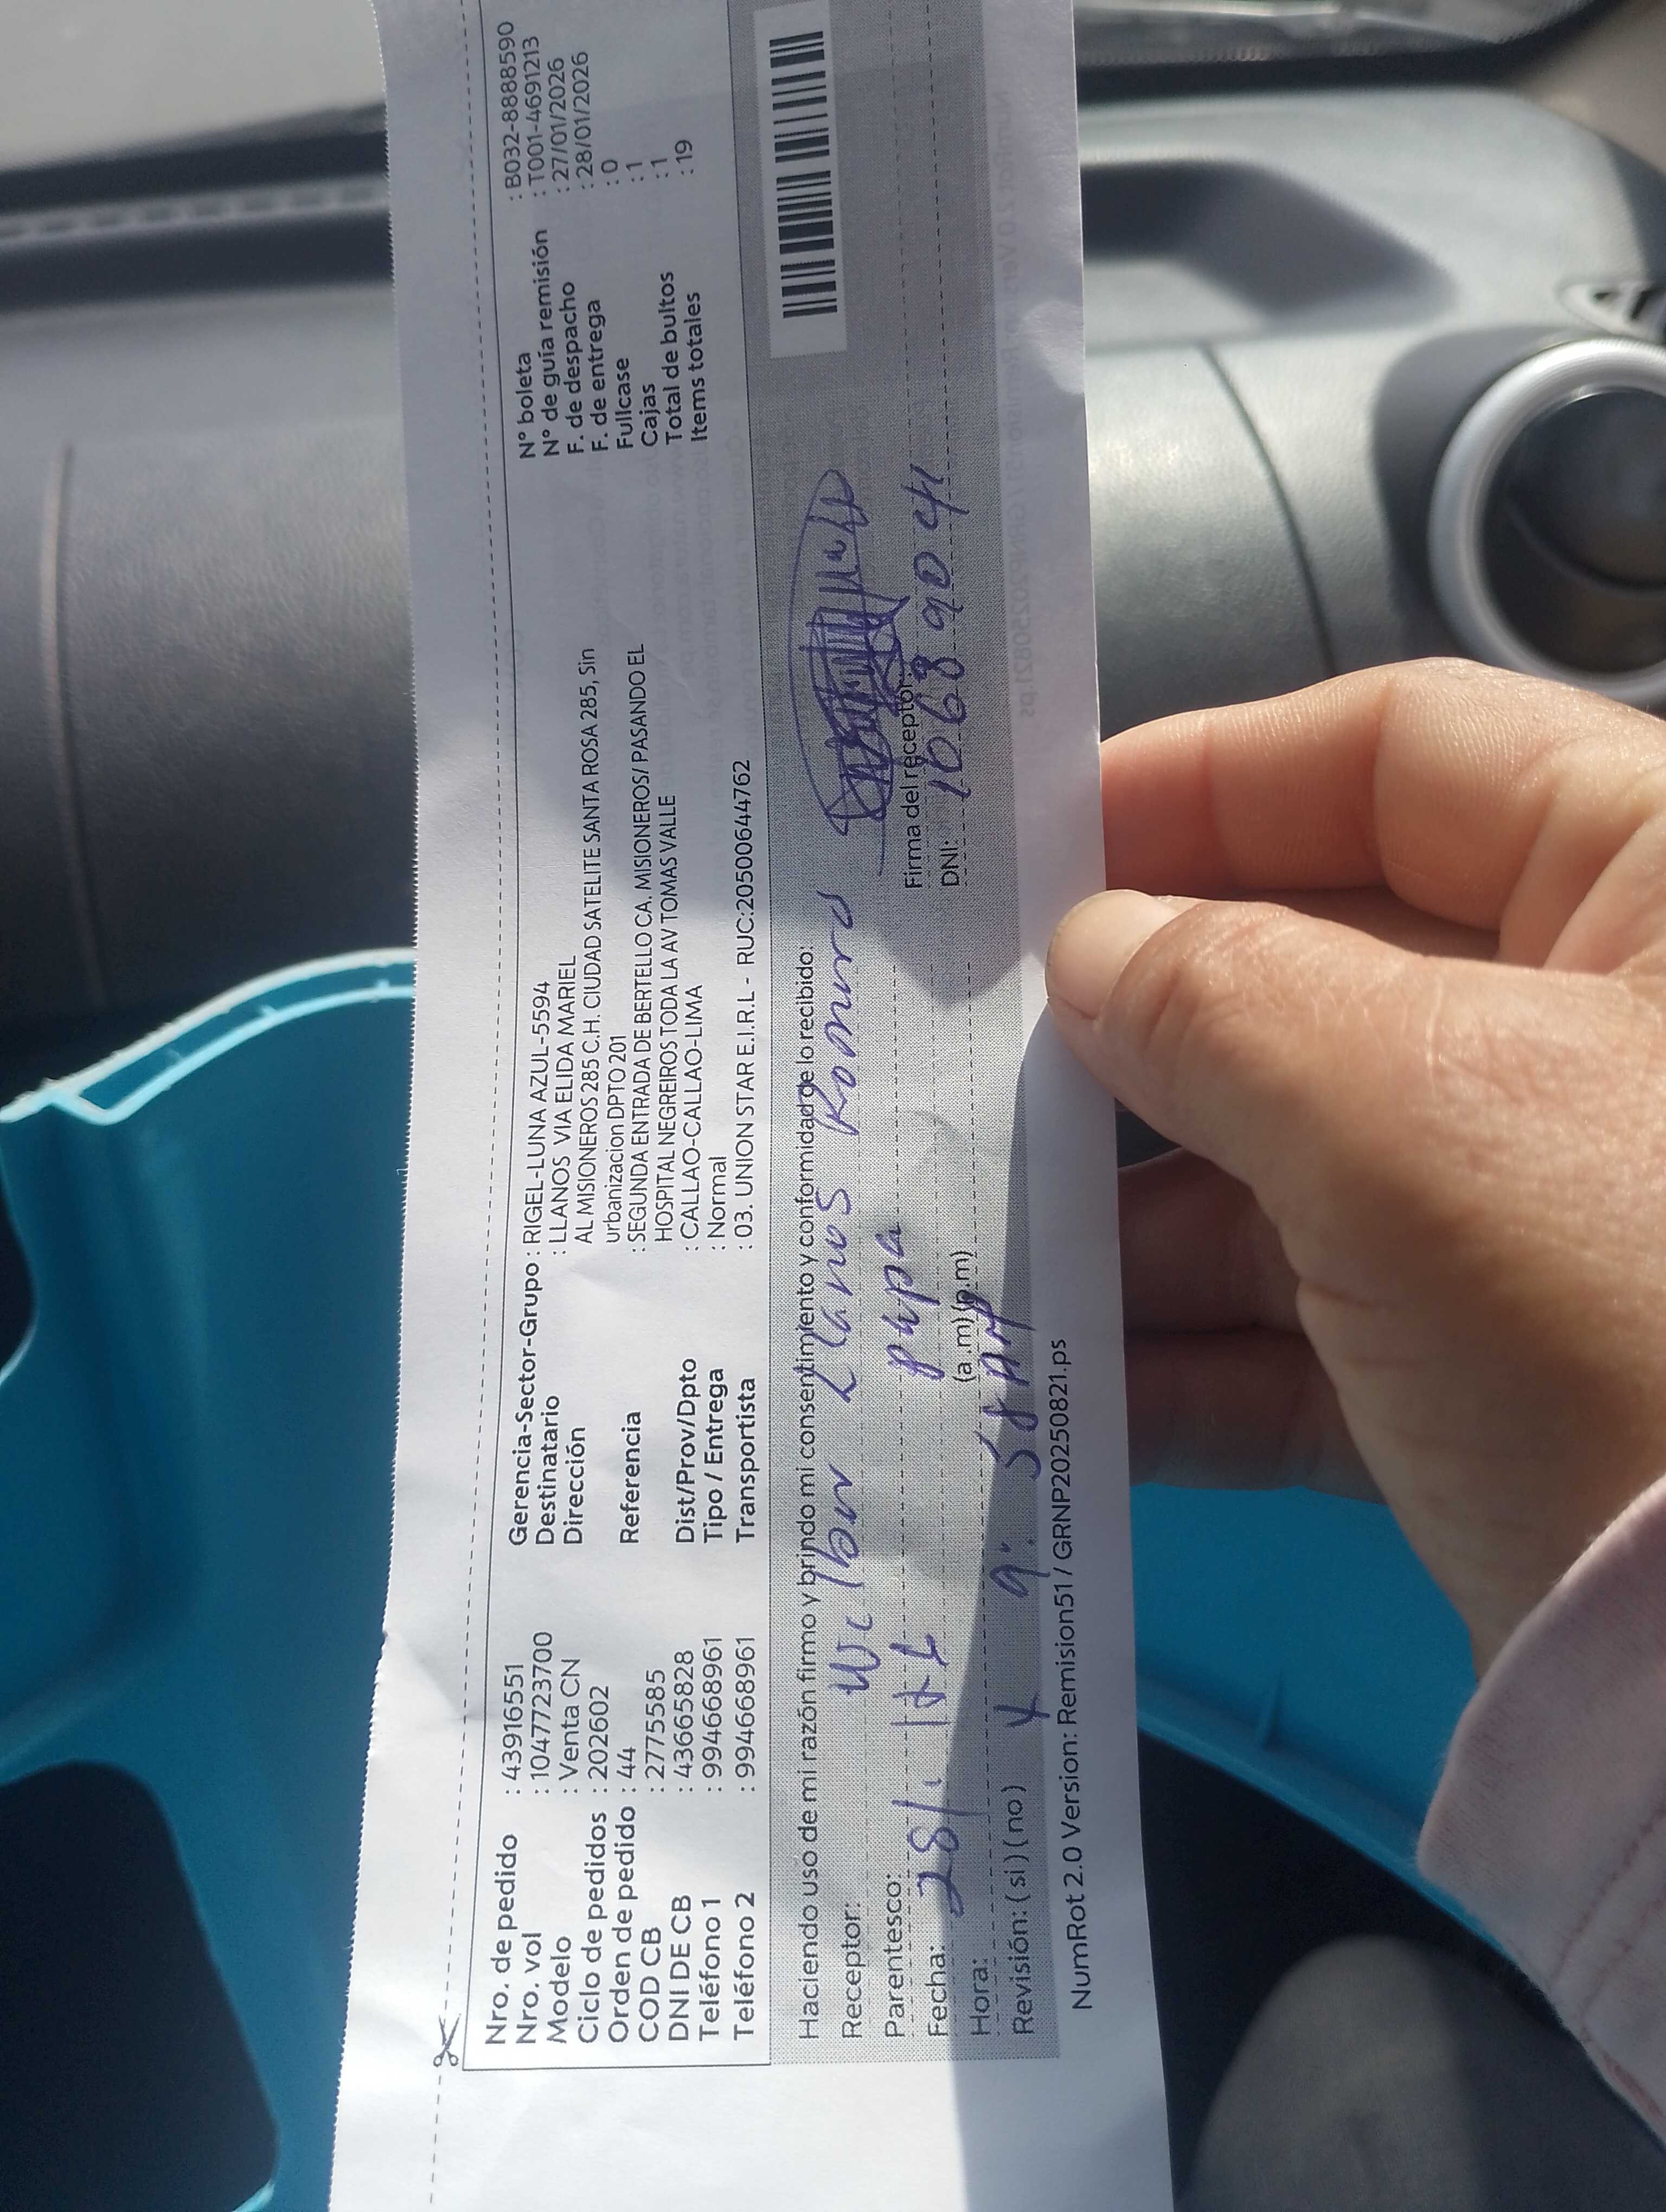 Nro. de pedido : 43916551
Nro. vol : 1047723700
Modelo : Venta CN
Ciclo de pedidos : 202602
Orden de pedido : 44
COD CB : 2775585
DNI DE CB : 43665828
Teléfono 1 : 994668961
Teléfono 2 : 994668961
Gerencia-Sector-Grupo : RIGEL-LUNA AZUL-5594
Destinatario : LLANOS VIA ELIDA MARIEL
Dirección AL MISIONEROS 285 C.H. CIUDAD SATELITE SANTA ROSA 285, Sin
Urbanizacion DPTO 201
Referencia : SEGUNDA ENTRADA DE BERTELLO CA. MISIONEROS/ PASANDO EL
HOSPITAL NEGREIROS TODA LA AV TOMAS VALLE
Dist/Prov/Dpto : CALLAO-CALLAO-LIMA
Tipo / Entrega : Normal
Transportista : 03. UNION STAR E.I.R.L - RUC:20500644762
N° boleta : B032-8888590
N° de guía remisión : T001-4691213
F. de despacho : 27/01/2026
F. de entrega : 28/01/2026
Fullcase : 0
Cajas : 1
Total de bultos : 1
Items totales : 19
Haciendo uso de mi razón firmo y brindo mi consentimiento y conformidad de lo recibido:
Receptor: Llanos Romero
Parentesco: papa
Fecha: 28/
Hora: 9:58 AM (a.m) (p.m)
Revisión: (si) (no) X
Firma del receptor:
DNI: 10689041
NumRot 2.0 Version: Remision51 / GRNP20250821.ps